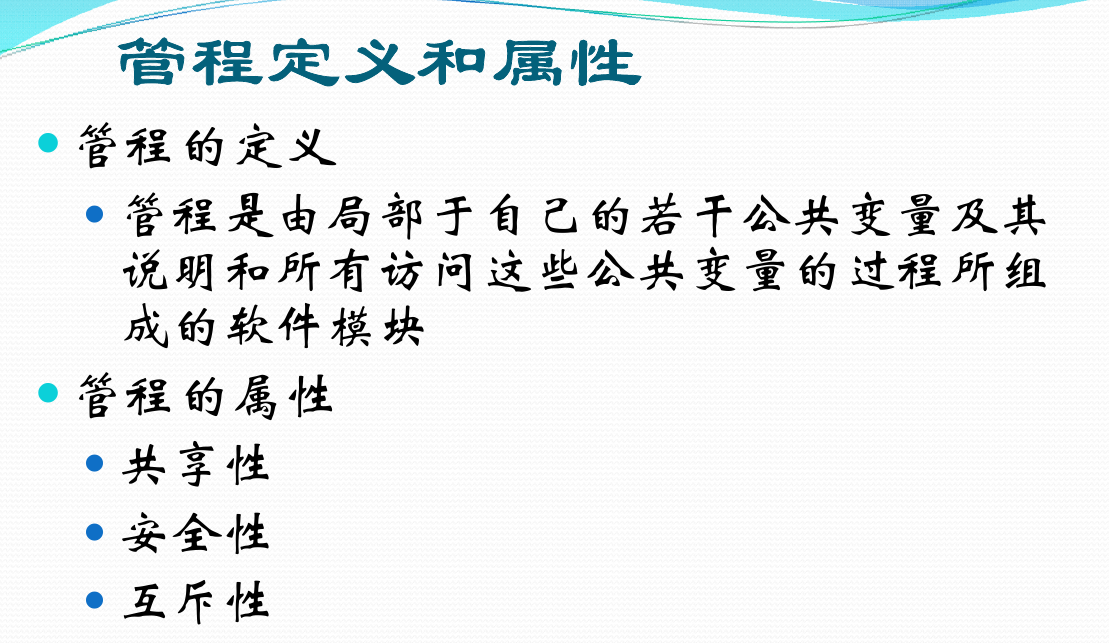 管程定义和属性
管程的定义
管程是由局部于自己的若干公共变量及其
说明和所有访问这些公共变量的过程所组
成的软件模块
管程的属性
共享性
安全性
互斥性